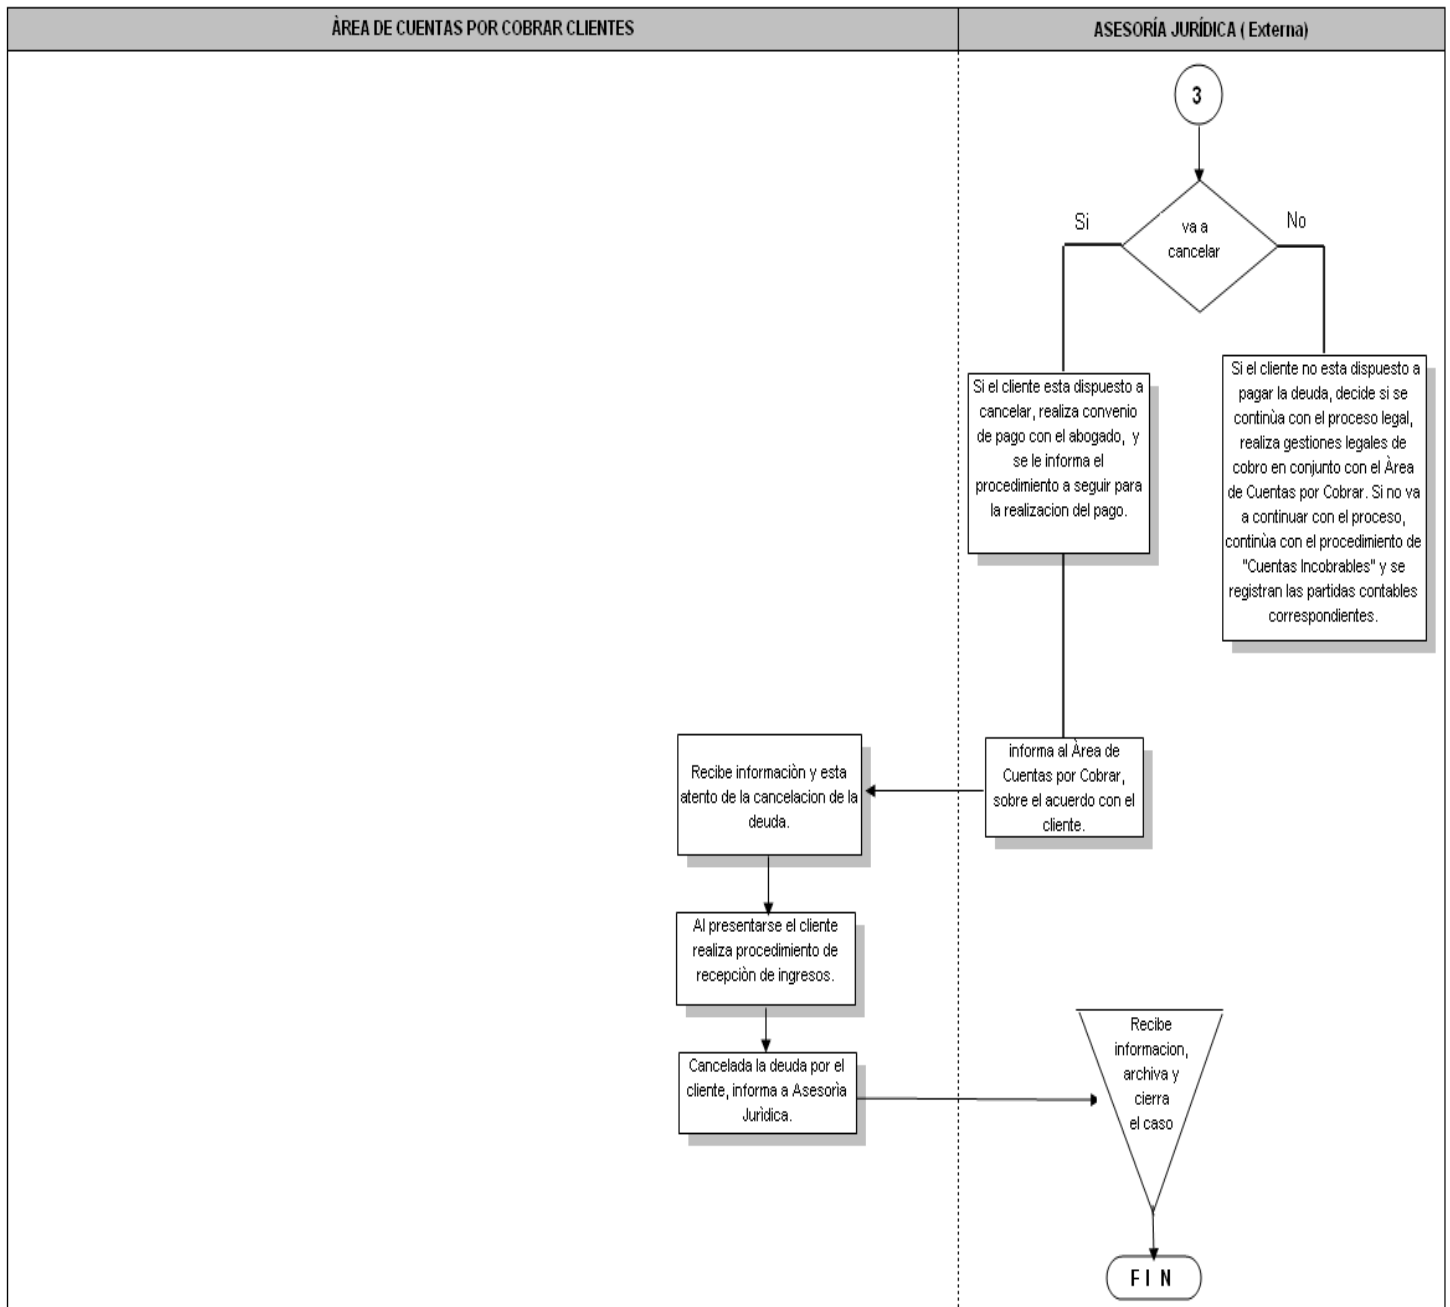 ÀREA DE CUENTAS POR COBRAR CLIENTES
ASESORÍA JURÍDICA ( Externa)
3
va a
cancelar
Si
No
Si el cliente esta dispuesto a
cancelar, realiza convenio
de pago con el abogado, y
se le informa el
procedimiento a seguir para
la realizacion del pago.
Si el cliente no esta dispuesto a
pagar la deuda, decide si se
continùa con el proceso legal,
realiza gestiones legales de
cobro en conjunto con el Àrea
de Cuentas por Cobrar. Si no va
a continuar con el proceso,
continùa con el procedimiento de
"Cuentas Incobrables" y se
registran las partidas contables
correspondientes.
informa al Àrea de
Cuentas por Cobrar,
sobre el acuerdo con el
cliente.
Recibe informaciòn y esta
atento de la cancelacion de la
deuda.
Al presentarse el cliente
realiza procedimiento de
recepciòn de ingresos.
Cancelada la deuda por el
cliente, informa a Asesorìa
Jurìdica.
Recibe
informacion,
archiva y
cierra
el caso
F I N